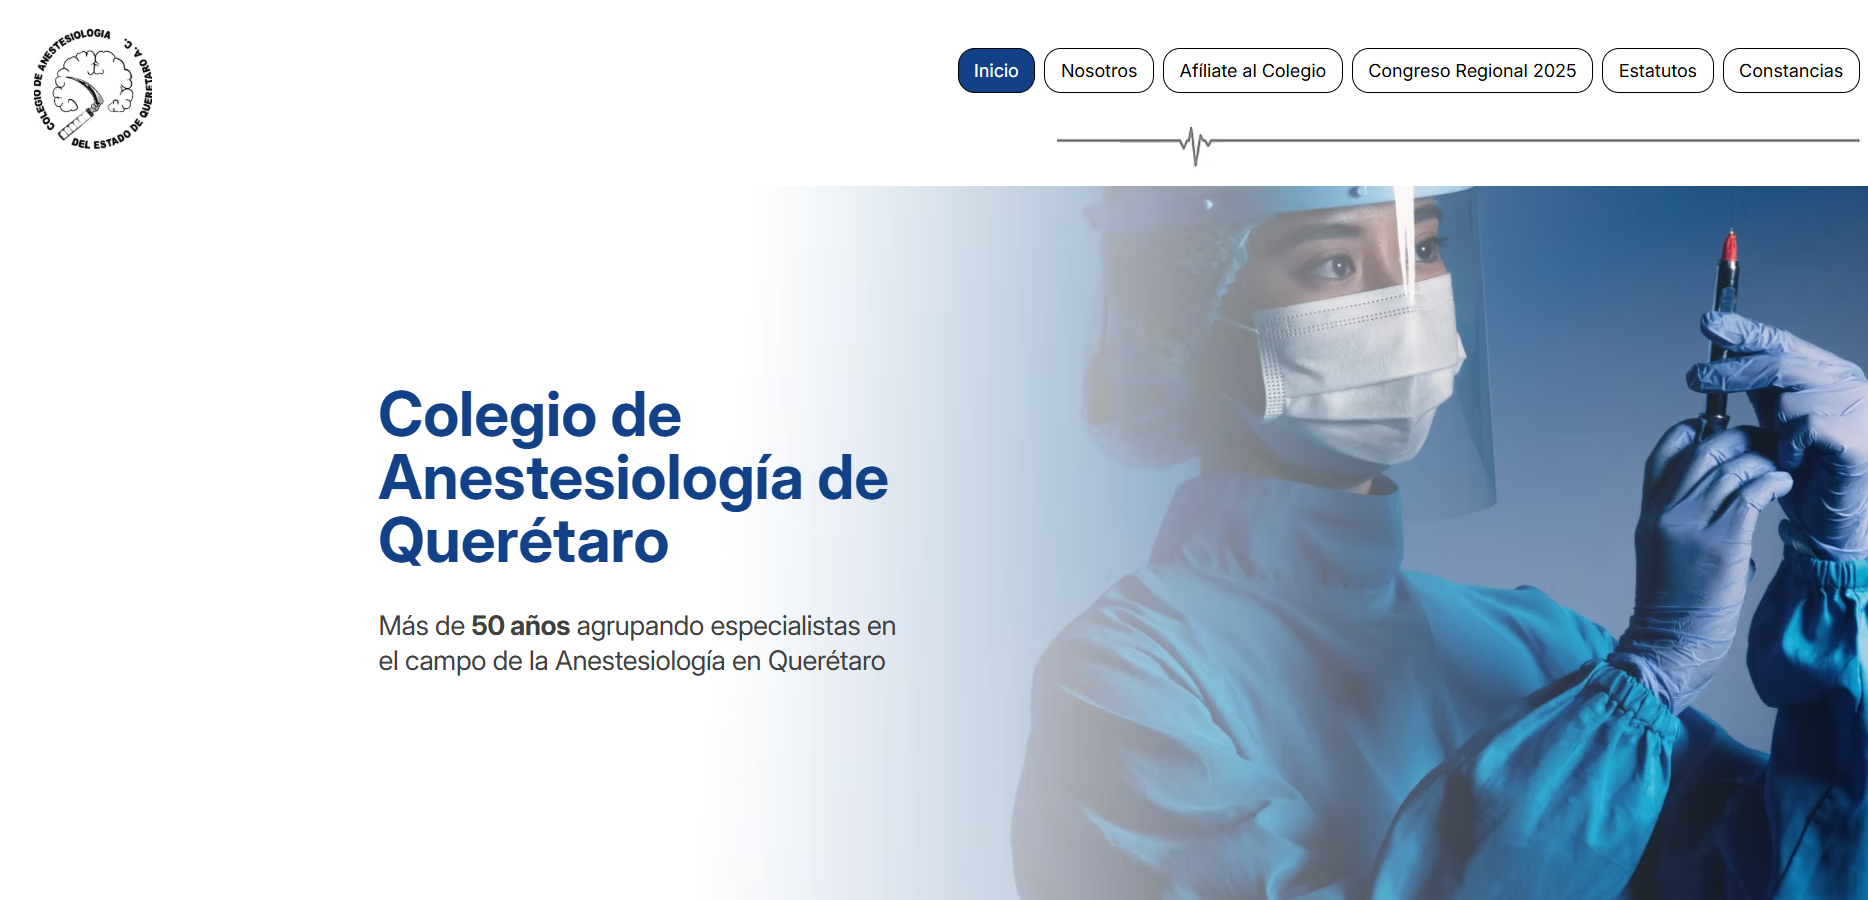 COLEGIO DE ANESTESIOLOGIA
DEL ESTADO DE QUERETARO A. C.
Inicio
Nosotros
Afíliate al Colegio
Congreso Regional 2025
Estatutos
Constancias
Colegio de
Anestesiología de
Querétaro
Más de 50 años agrupando especialistas en
el campo de la Anestesiología en Querétaro